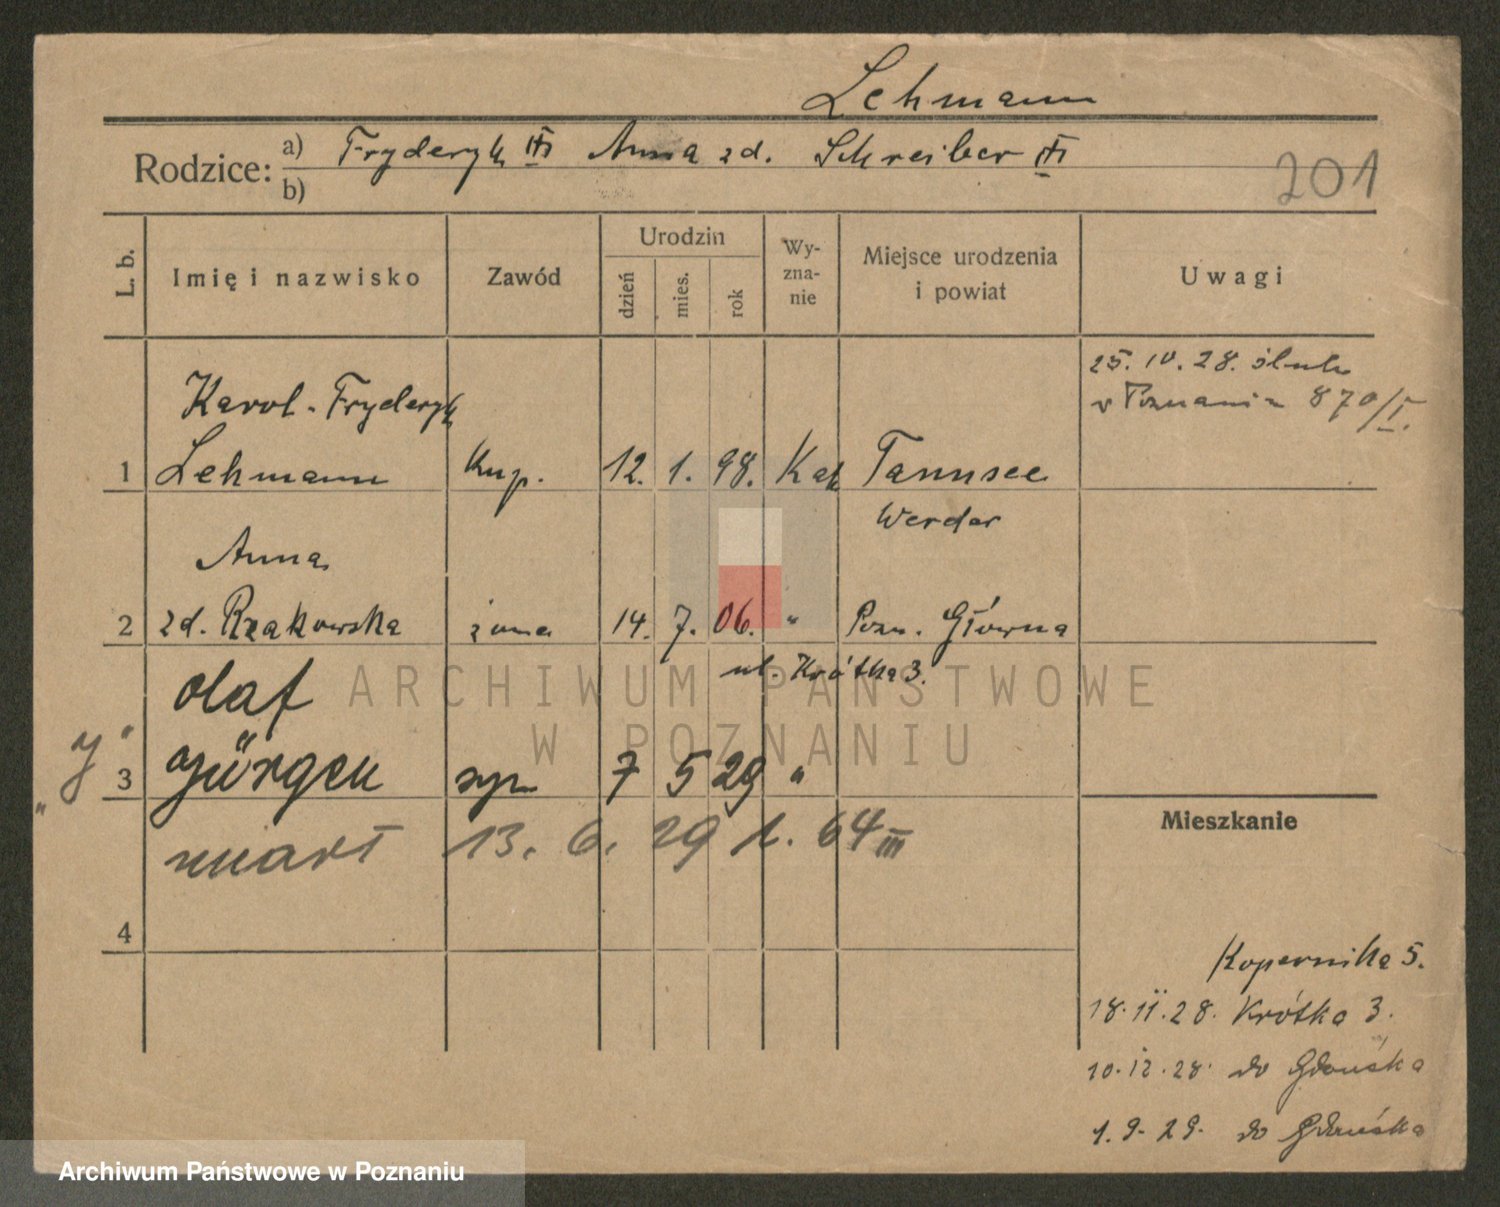 Lehmann
Rodzice: a) Fryderyk Anna zd. Schreiber
b)
201
L. b. Imię i nazwisko Zawód Urodzin dzień mies. rok Wyznanie Miejsce urodzenia i powiat Uwagi
25. IV. 28. ślub
w Poznaniu 870/I.
Karol-Fryderyk
1 Lehmann kup. 12. 1. 98. Kat Tannsee
Werder
Anna
2 zd. Rzakowska żona 14. 7. 06. " Pozn. Główna
ul. Krótka 3.
Olaf
3 Jürgen syn 7 5 29 "
"J"
Mieszkanie
zmarł 13. 6. 29 l. 64 III
4
Kopernika 5.
18. II. 28. Krótka 3.
10. 12. 28. do Gdańska
1. 9. 29. do Gdańska
ARCHIWUM PAŃSTWOWE
W POZNANIU
Archiwum Państwowe w Poznaniu